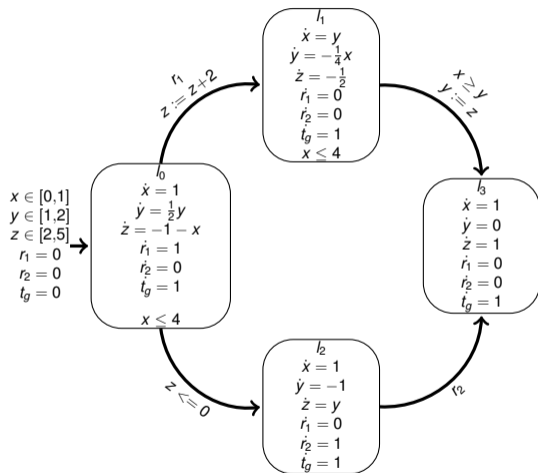 l₁
ẋ = y
ẏ = −¼x
ż = −½
ṙ₁ = 0
ṙ₂ = 0
ṫg = 1
x ≤ 4
r₁
z := z+2
x ≥ y
y := z
l₀
ẋ = 1
ẏ = ½y
ż = −1 − x
ṙ₁ = 1
ṙ₂ = 0
ṫg = 1
x ≤ 4
x ∈ [0,1]
y ∈ [1,2]
z ∈ [2,5]
r₁ = 0
r₂ = 0
tg = 0
l₃
ẋ = 1
ẏ = 0
ż = 1
ṙ₁ = 0
ṙ₂ = 0
ṫg = 1
z <= 0
l₂
ẋ = 1
ẏ = −1
ż = y
ṙ₁ = 0
ṙ₂ = 1
ṫg = 1
r₂